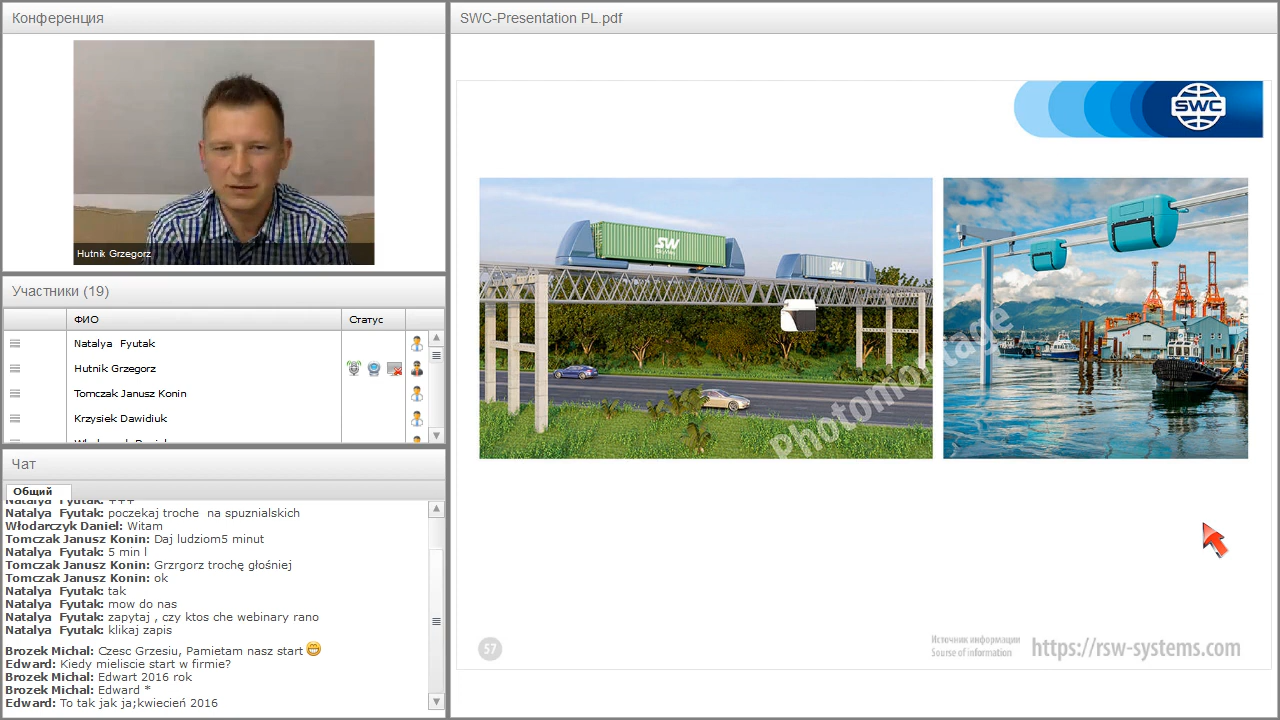 Конференция
Hutnik Grzegorz
Участники (19)
ФИО
Статус
Natalya Fyutak
Hutnik Grzegorz
Tomczak Janusz Konin
Krzysiek Dawidiuk
Чат
Общий
Natalya Fyutak: +++
Natalya Fyutak: poczekaj troche na spuznialskich
Włodarczyk Daniel: Witam
Tomczak Janusz Konin: Daj ludziom5 minut
Natalya Fyutak: 5 min l
Tomczak Janusz Konin: Grzrgorz trochę głośniej
Tomczak Janusz Konin: ok
Natalya Fyutak: tak
Natalya Fyutak: mow do nas
Natalya Fyutak: zapytaj , czy ktos che webinary rano
Natalya Fyutak: klikaj zapis
Brozek Michal: Czesc Grzesiu, Pamietam nasz start
Edward: Kiedy mieliscie start w firmie?
Brozek Michal: Edwart 2016 rok
Brozek Michal: Edward *
Edward: To tak jak ja;kwiecień 2016
SWC-Presentation PL.pdf
SWC
SW
SW
Photomontage
57
Источник информации
Sourse of information
https://rsw-systems.com